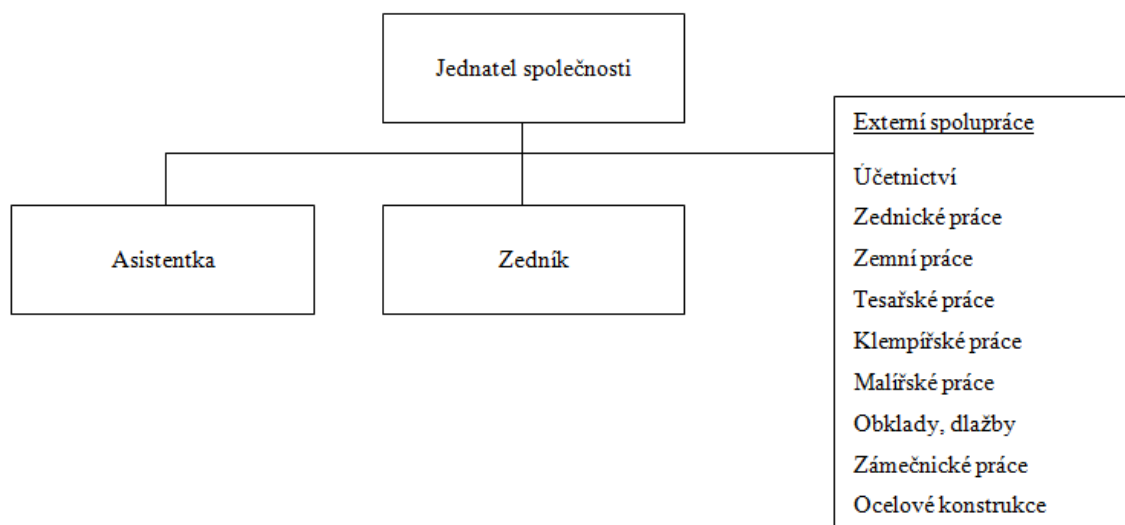 Jednatel společnosti
Asistentka
Zedník
Externí spolupráce
Účetnictví
Zednické práce
Zemní práce
Tesařské práce
Klempířské práce
Malířské práce
Obklady, dlažby
Zámečnické práce
Ocelové konstrukce